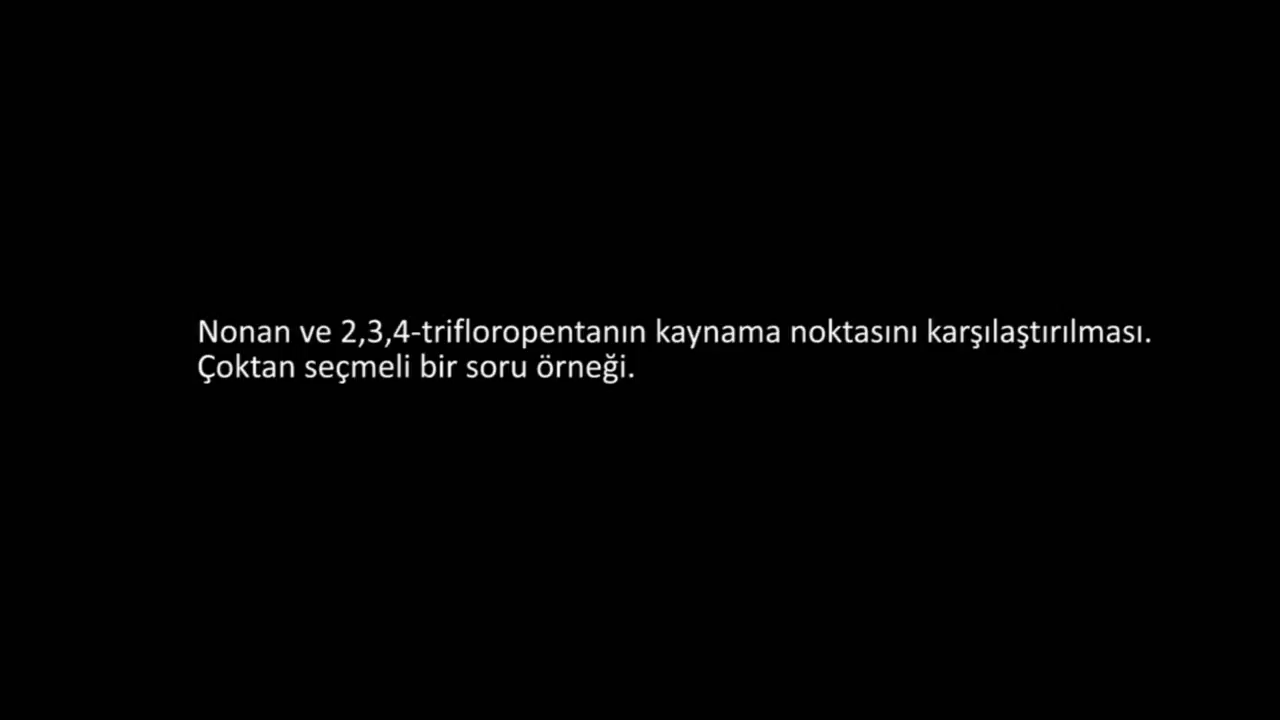 Nonan ve 2,3,4-trifloropentanın kaynama noktasını karşılaştırılması.
Çoktan seçmeli bir soru örneği.